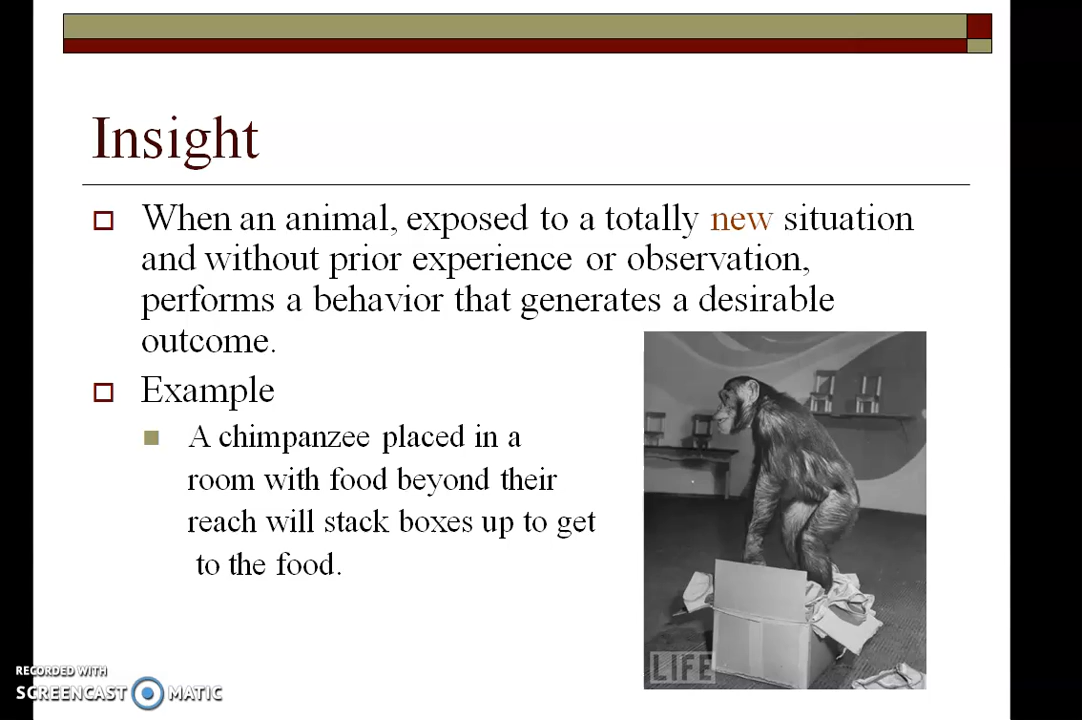 Insight
When an animal, exposed to a totally new situation
and without prior experience or observation,
performs a behavior that generates a desirable
outcome.
Example
A chimpanzee placed in a
room with food beyond their
reach will stack boxes up to get
to the food.
LIFE
RECORDED WITH
SCREENCAST MATIC